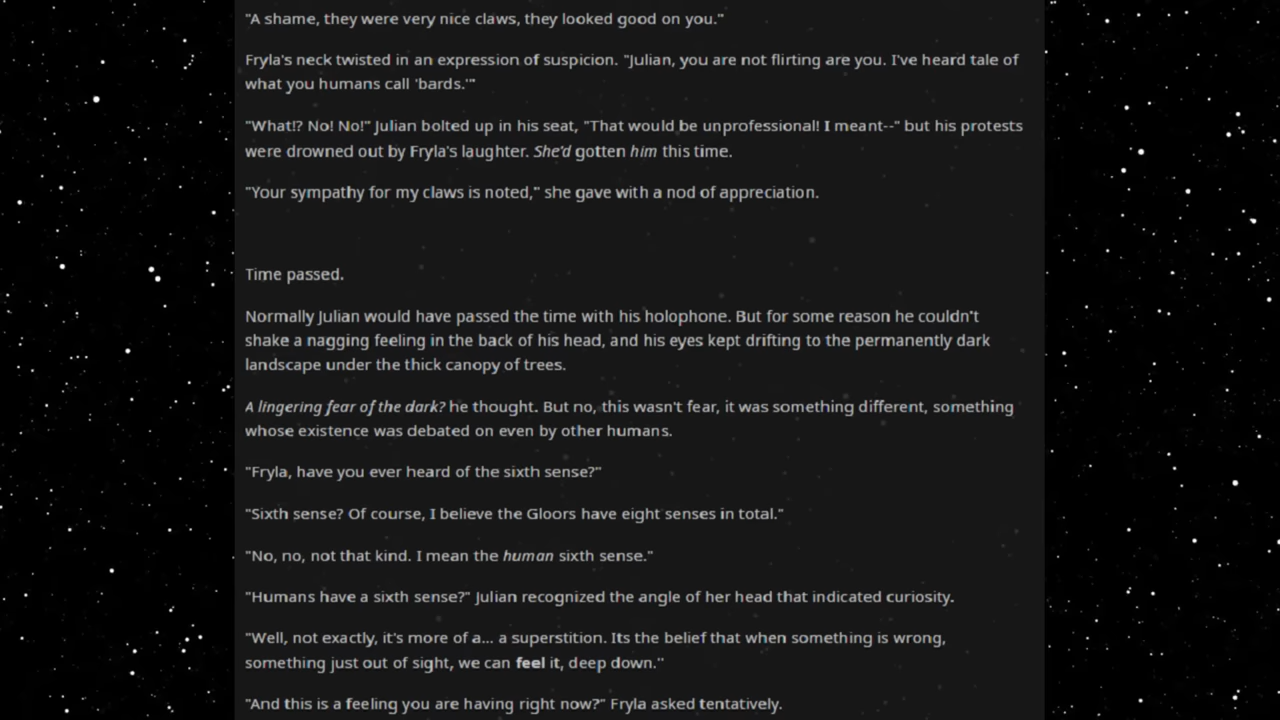 "A shame, they were very nice claws, they looked good on you."
Fryla's neck twisted in an expression of suspicion. "Julian, you are not flirting are you. I've heard tale of
what you humans call 'bards.'"
"What!? No! No!" Julian bolted up in his seat, "That would be unprofessional! I meant--" but his protests
were drowned out by Fryla's laughter. She'd gotten him this time.
"Your sympathy for my claws is noted," she gave with a nod of appreciation.
Time passed.
Normally Julian would have passed the time with his holophone. But for some reason he couldn't
shake a nagging feeling in the back of his head, and his eyes kept drifting to the permanently dark
landscape under the thick canopy of trees.
A lingering fear of the dark? he thought. But no, this wasn't fear, it was something different, something
whose existence was debated on even by other humans.
"Fryla, have you ever heard of the sixth sense?"
"Sixth sense? Of course, I believe the Gloors have eight senses in total."
"No, no, not that kind. I mean the human sixth sense."
"Humans have a sixth sense?" Julian recognized the angle of her head that indicated curiosity.
"Well, not exactly, it's more of a... a superstition. Its the belief that when something is wrong,
something just out of sight, we can feel it, deep down."
"And this is a feeling you are having right now?" Fryla asked tentatively.